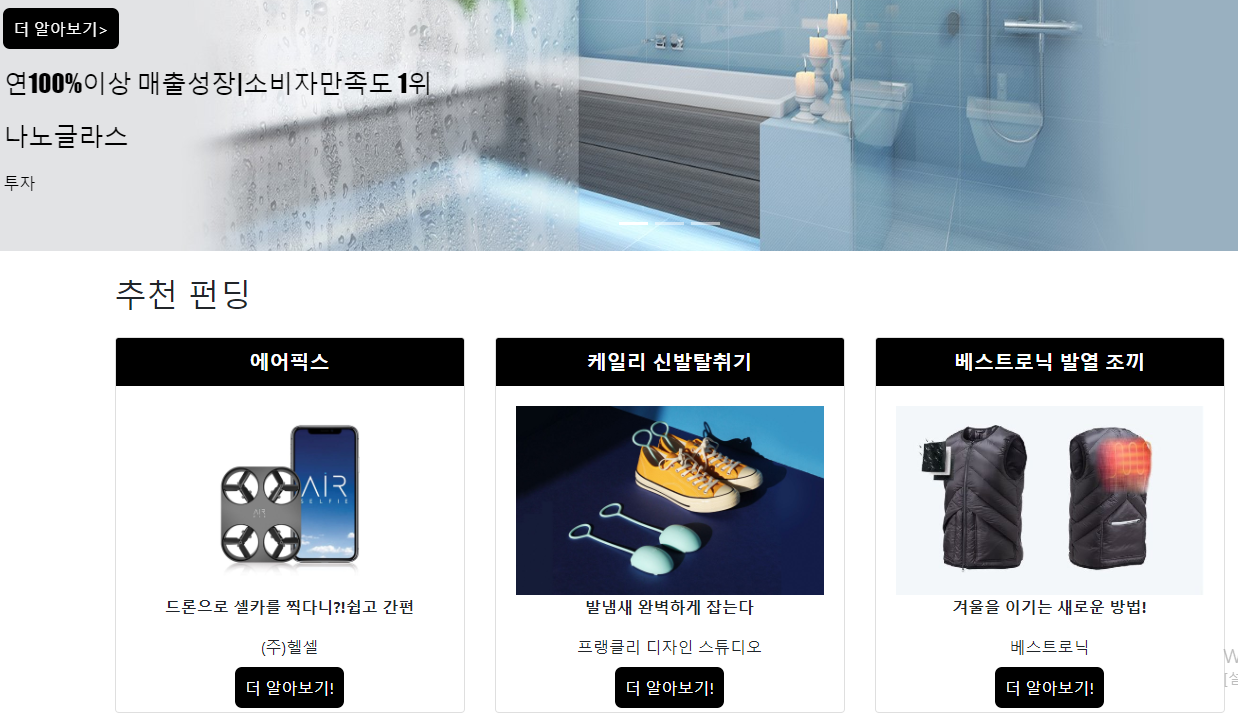 더 알아보기>
연100%이상 매출성장|소비자만족도 1위
나노글라스
투자
추천 펀딩
에어픽스
케일리 신발탈취기
베스트로닉 발열 조끼
AIR
SELFIE
AIR
드론으로 셀카를 찍다니?!쉽고 간편
발냄새 완벽하게 잡는다
겨울을 이기는 새로운 방법!
(주)헬셀
프랭클리 디자인 스튜디오
베스트로닉
더 알아보기!
더 알아보기!
더 알아보기!